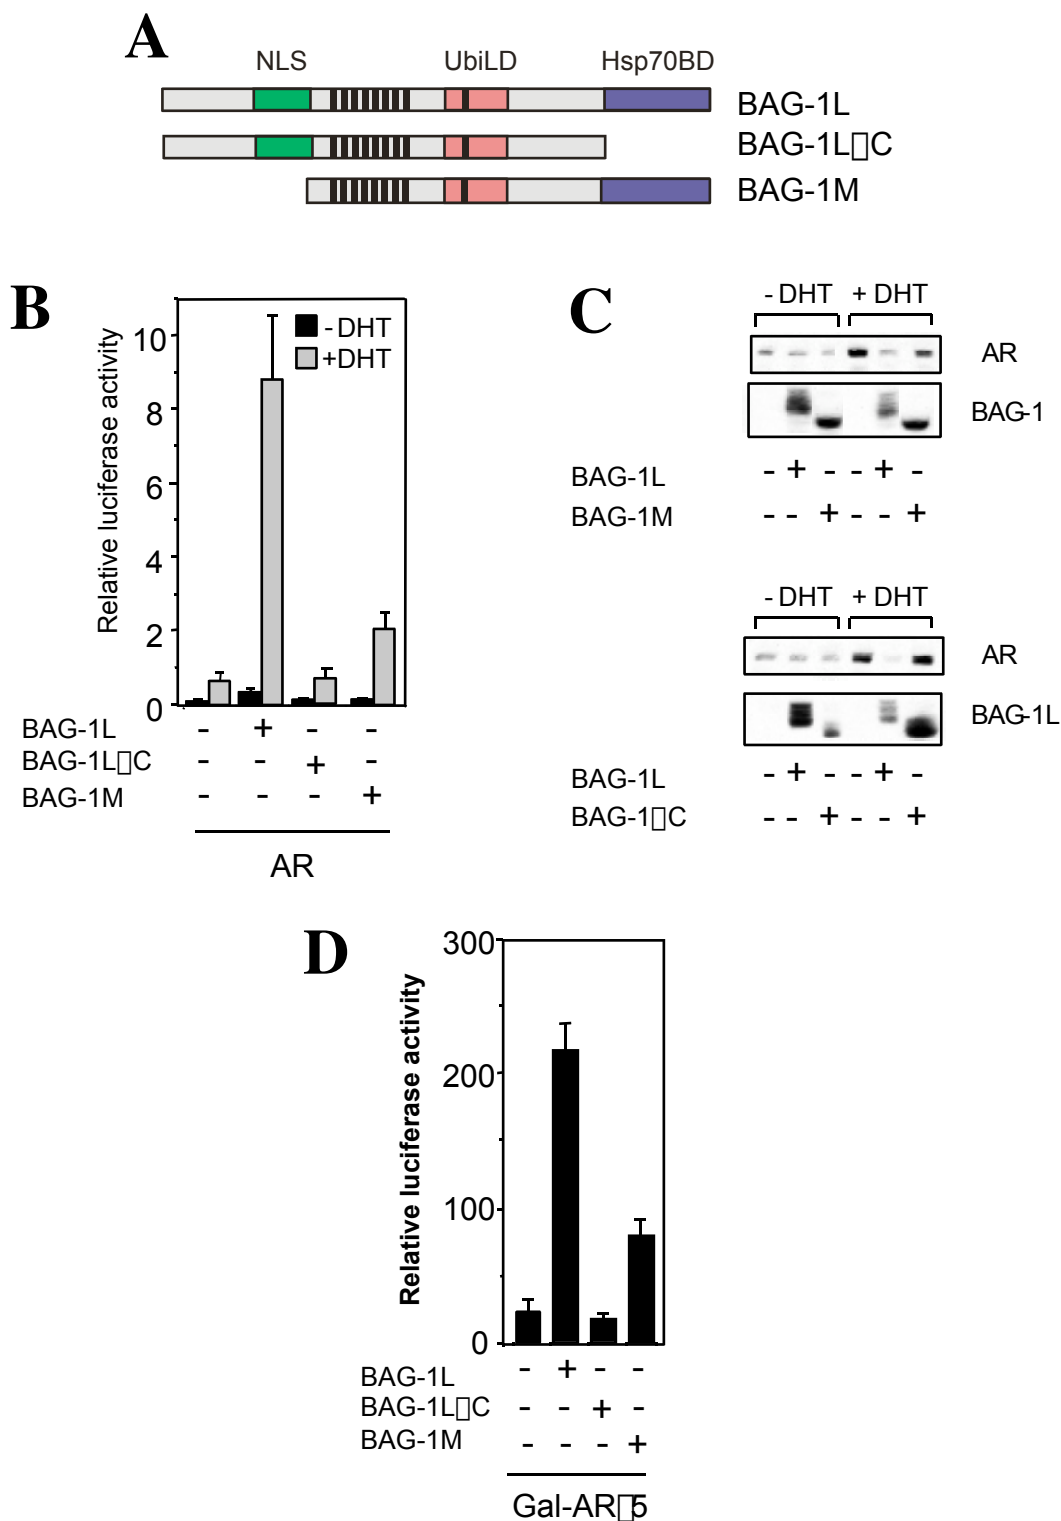 A
NLS UbiLD Hsp70BD
BAG-1L
BAG-1L▯C
BAG-1M
B
Relative luciferase activity
10
8
6
4
2
0
- DHT
+DHT
BAG-1L - + - -
BAG-1L▯C - - + -
BAG-1M - - - +
AR
C
- DHT + DHT
AR
BAG-1
BAG-1L - + - - + -
BAG-1M - - + - - +
- DHT + DHT
AR
BAG-1L
BAG-1L - + - - + -
BAG-1▯C - - + - - +
D
Relative luciferase activity
300
200
100
0
BAG-1L - + - -
BAG-1L▯C - - + -
BAG-1M - - - +
Gal-AR▯5